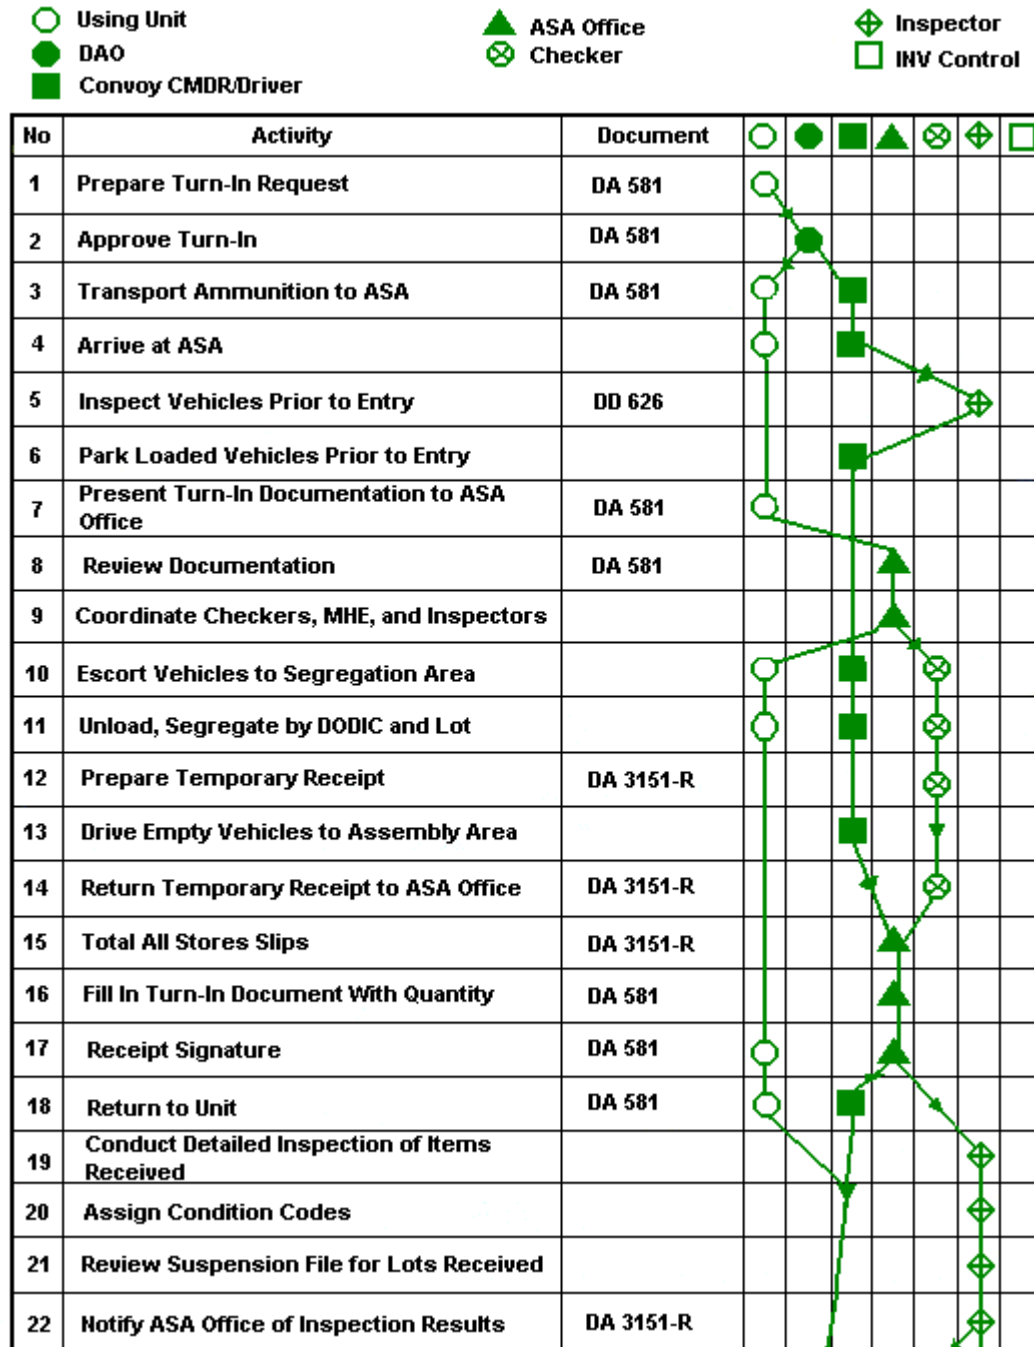 Using Unit
DAO
Convoy CMDR/Driver
ASA Office
Checker
Inspector
INV Control
No Activity Document
1 Prepare Turn-In Request DA 581
2 Approve Turn-In DA 581
3 Transport Ammunition to ASA DA 581
4 Arrive at ASA
5 Inspect Vehicles Prior to Entry DD 626
6 Park Loaded Vehicles Prior to Entry
7 Present Turn-In Documentation to ASA
Office DA 581
8 Review Documentation DA 581
9 Coordinate Checkers, MHE, and Inspectors
10 Escort Vehicles to Segregation Area
11 Unload, Segregate by DODIC and Lot
12 Prepare Temporary Receipt DA 3151-R
13 Drive Empty Vehicles to Assembly Area
14 Return Temporary Receipt to ASA Office DA 3151-R
15 Total All Stores Slips DA 3151-R
16 Fill In Turn-In Document With Quantity DA 581
17 Receipt Signature DA 581
18 Return to Unit DA 581
19 Conduct Detailed Inspection of Items
Received
20 Assign Condition Codes
21 Review Suspension File for Lots Received
22 Notify ASA Office of Inspection Results DA 3151-R